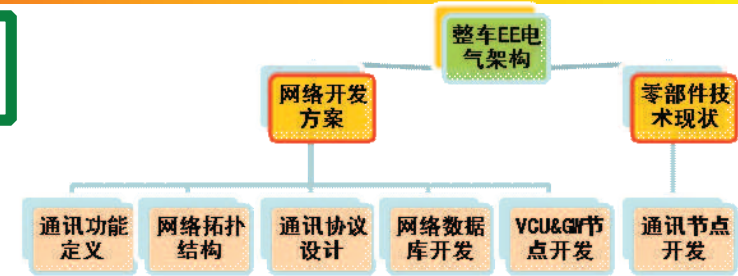 整车EE电
气架构
网络开发
方案
零部件技
术现状
通讯功能
定义
网络拓扑
结构
通讯协议
设计
网络数据
库开发
VCU&GW节
点开发
通讯节点
开发